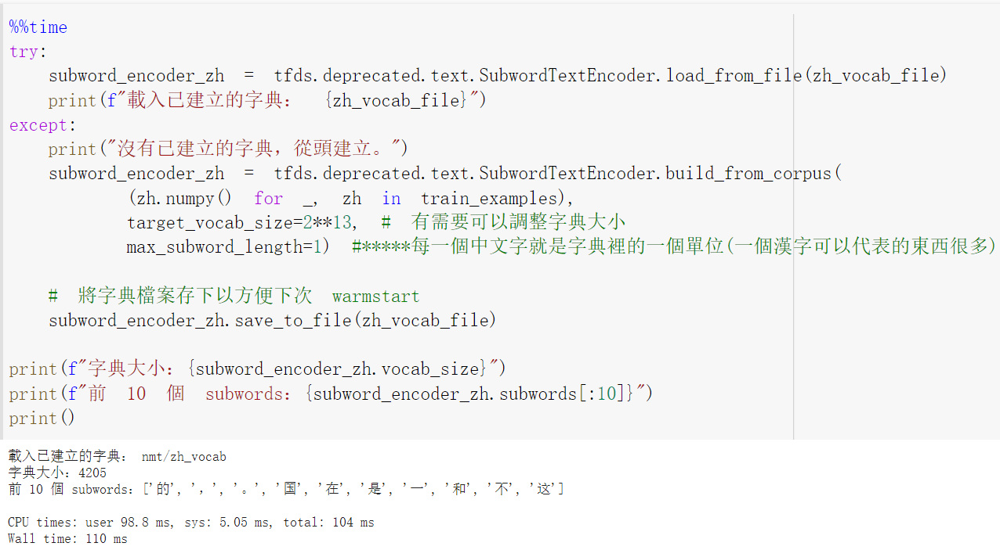 %%time
try:
    subword_encoder_zh = tfds.deprecated.text.SubwordTextEncoder.load_from_file(zh_vocab_file)
    print(f"載入已建立的字典： {zh_vocab_file}")
except:
    print("沒有已建立的字典，從頭建立。")
    subword_encoder_zh = tfds.deprecated.text.SubwordTextEncoder.build_from_corpus(
        (zh.numpy() for _, zh in train_examples),
        target_vocab_size=2**13, # 有需要可以調整字典大小
        max_subword_length=1) #*****每一個中文字就是字典裡的一個單位(一個漢字可以代表的東西很多)
    # 將字典檔案存下以方便下次 warmstart
    subword_encoder_zh.save_to_file(zh_vocab_file)
print(f"字典大小：{subword_encoder_zh.vocab_size}")
print(f"前 10 個 subwords：{subword_encoder_zh.subwords[:10]}")
print()
載入已建立的字典： nmt/zh_vocab
字典大小：4205
前 10 個 subwords：['的', '，', '。', '国', '在', '是', '一', '和', '不', '这']
CPU times: user 98.8 ms, sys: 5.05 ms, total: 104 ms
Wall time: 110 ms